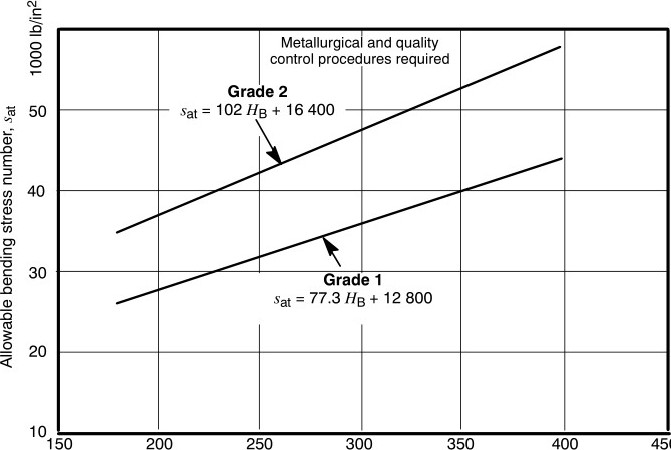 1000 lb/in²
Allowable bending stress number, sat
Metallurgical and quality
control procedures required
Grade 2
sat = 102 HB + 16 400
Grade 1
sat = 77.3 HB + 12 800
50
40
30
20
10
150 200 250 300 350 400 450